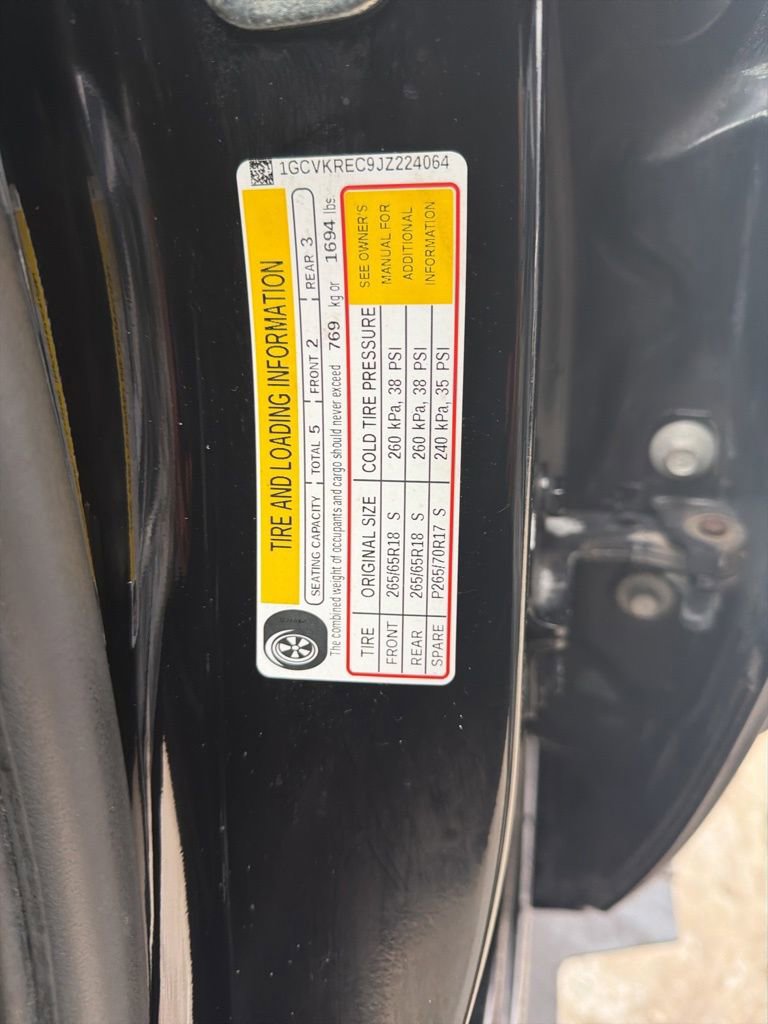 1GCVKREC9JZ224064
TIRE AND LOADING INFORMATION
SEATING CAPACITY TOTAL 5 FRONT 2 REAR 3
The combined weight of occupants and cargo should never exceed 769 kg or 1694 lbs
TIRE ORIGINAL SIZE COLD TIRE PRESSURE
FRONT 265/65R18 S 260 kPa, 38 PSI
REAR 265/65R18 S 260 kPa, 38 PSI
SPARE P265/70R17 S 240 kPa, 35 PSI
SEE OWNER'S
MANUAL FOR
ADDITIONAL
INFORMATION